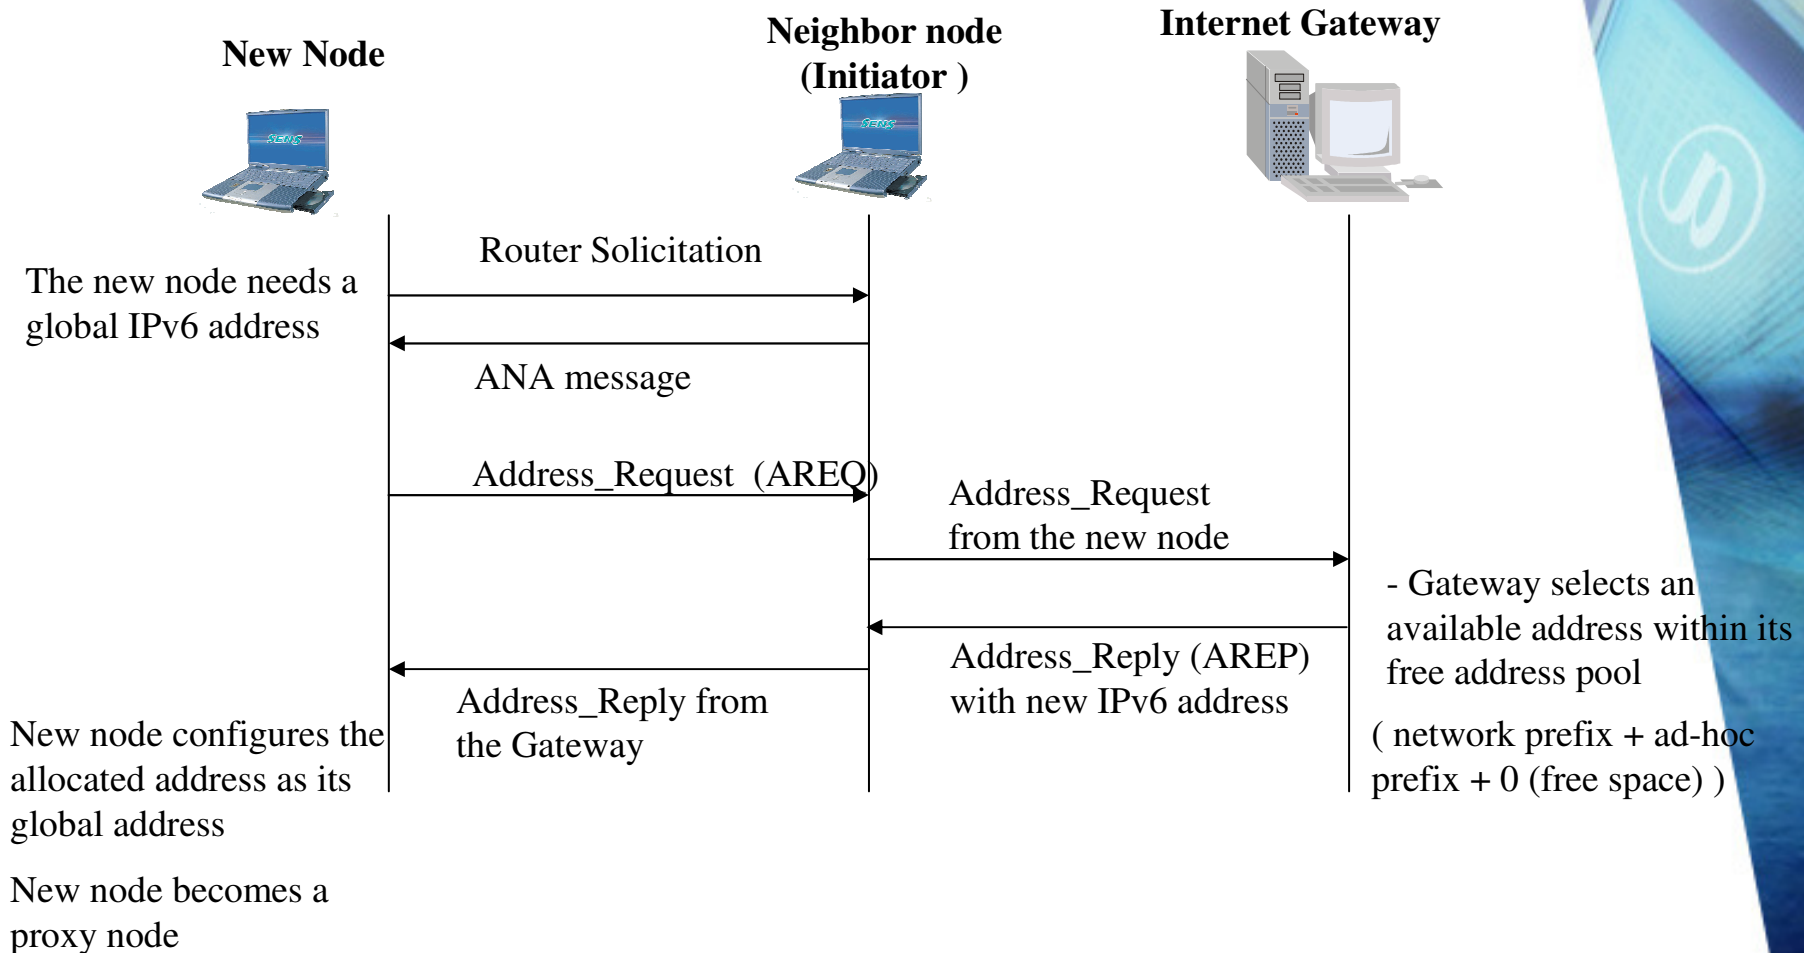 New Node
Neighbor node
(Initiator )
Internet Gateway
SENS
SENS
Router Solicitation
The new node needs a
global IPv6 address
ANA message
Address_Request (AREQ)
Address_Request
from the new node
- Gateway selects an
available address within its
free address pool
Address_Reply (AREP)
with new IPv6 address
Address_Reply from
the Gateway
( network prefix + ad-hoc
prefix + 0 (free space) )
New node configures the
allocated address as its
global address
New node becomes a
proxy node